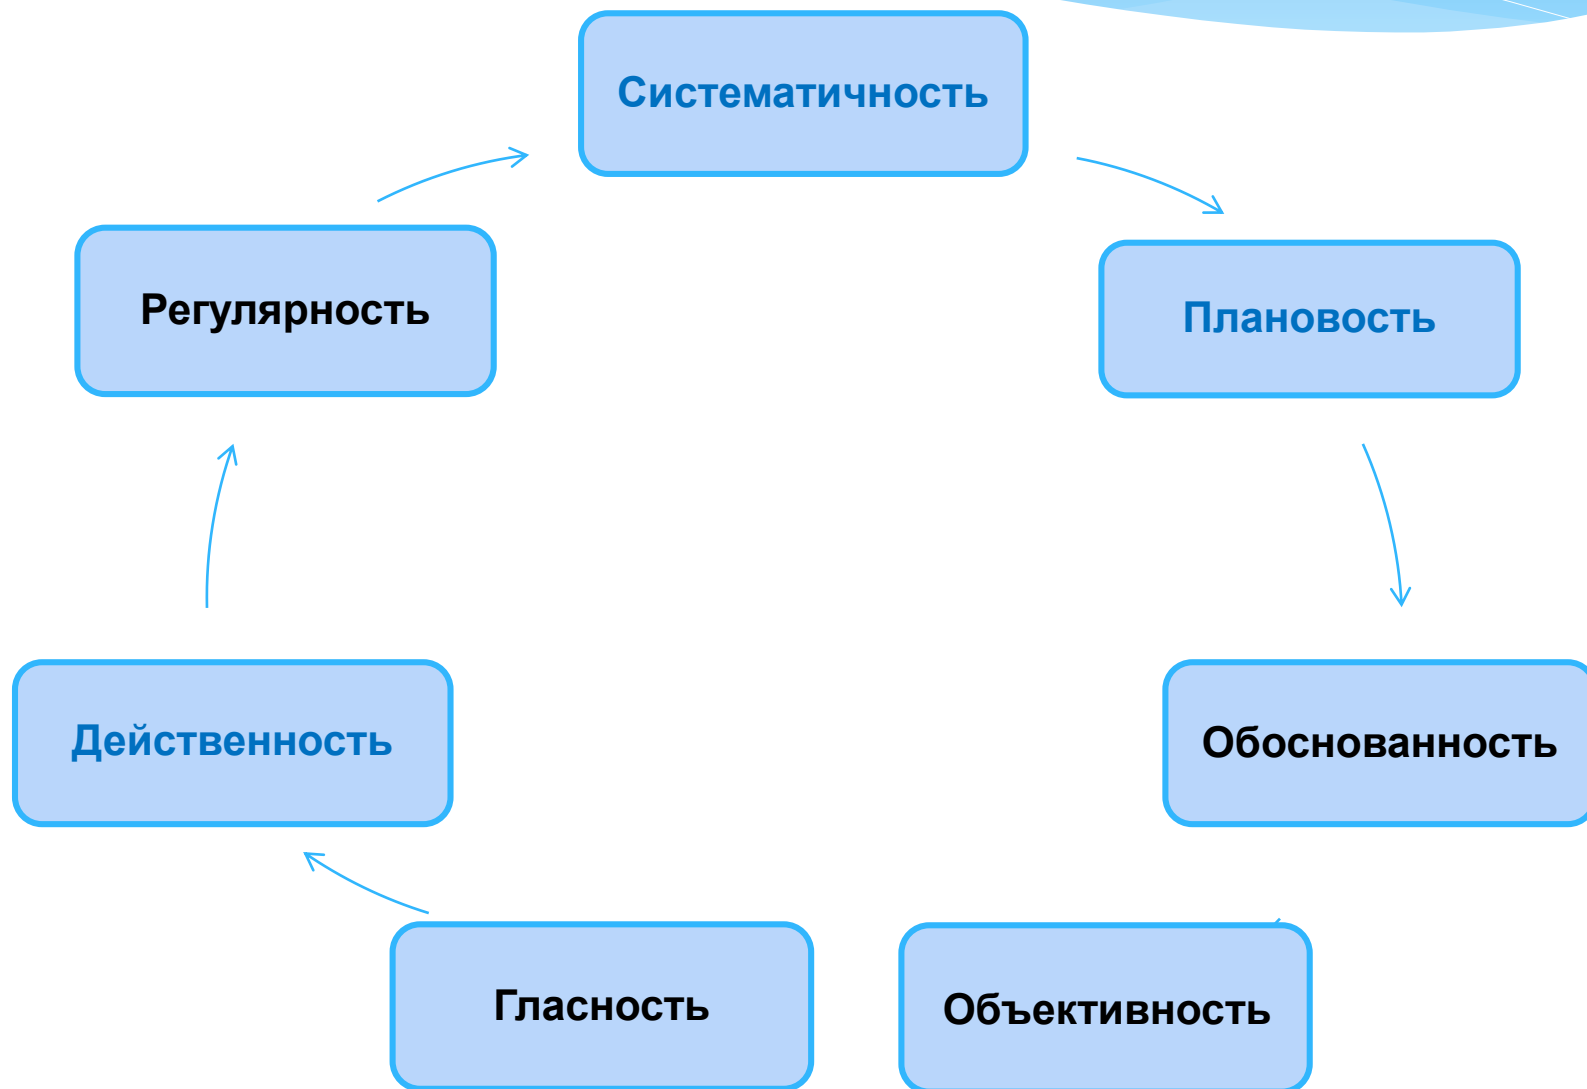 Систематичность
Плановость
Обоснованность
Объективность
Гласность
Действенность
Регулярность